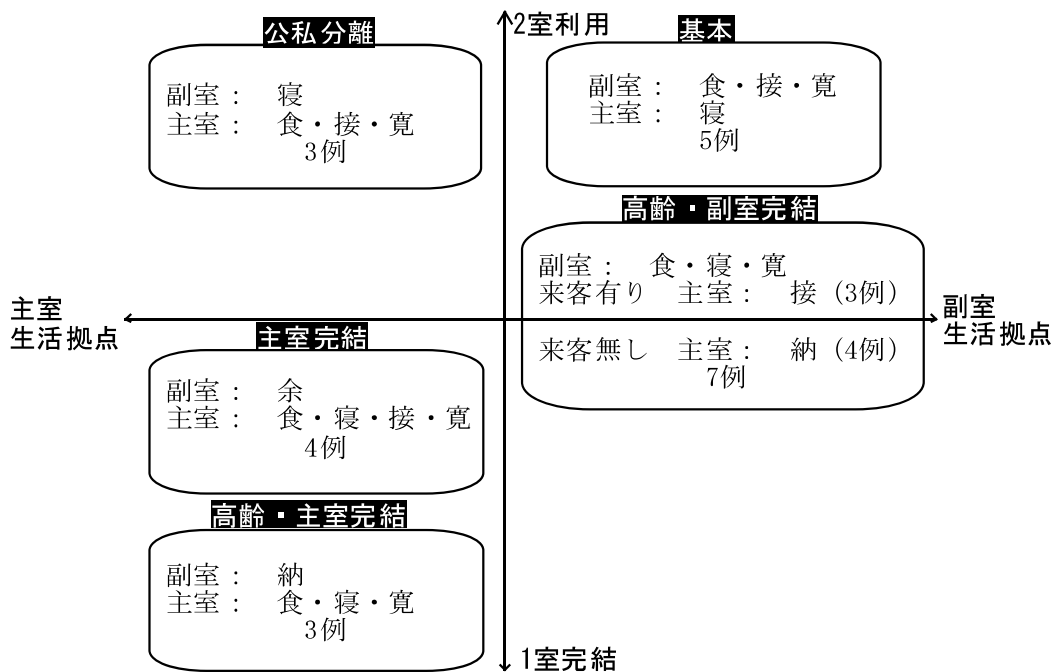 2室利用
公私分離
副室： 寝
主室： 食・接・寛
3例
基本
副室： 食・接・寛
主室： 寝
5例
高齢・副室完結
副室： 食・寝・寛
来客有り 主室： 接（3例）
来客無し 主室： 納（4例）
7例
主室
生活拠点
副室
生活拠点
主室完結
副室： 余
主室： 食・寝・接・寛
4例
高齢・主室完結
副室： 納
主室： 食・寝・寛
3例
1室完結